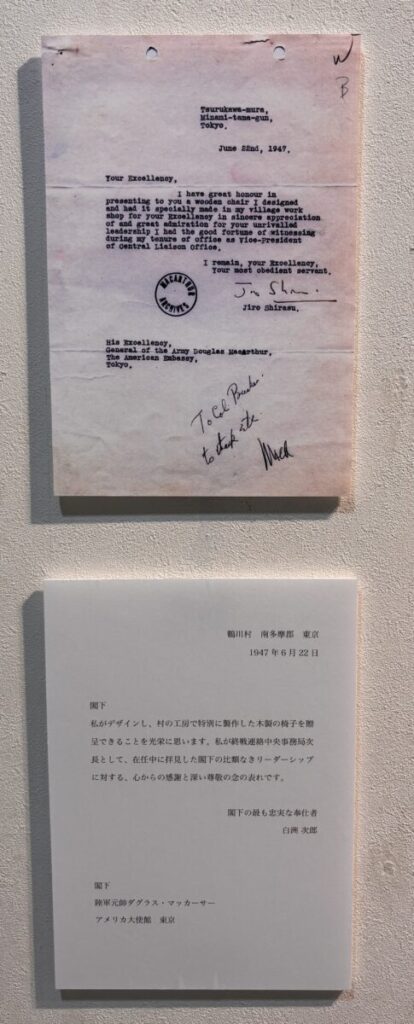 W
B
Tsurukawa-mura,
Minami-tama-gun,
Tokyo.
June 22nd, 1947.
Your Excellency,
I have great honour in
presenting to you a wooden chair I designed
and had it specially made in my village work
shop for your Excellency in sincere appreciation
of and great admiration for your unrivalled
leadership I had the good fortune of witnessing
during my tenure of office as Vice-President
of Central Liaison Office.
I remain, your Excellency,
Your most obedient servant.
MACARTHUR
ARCHIVES
Jiro Shirasu.
His Excellency,
General of the Army Douglas MacArthur,
The American Embassy,
Tokyo.
To Col
to
鶴川村 南多摩郡 東京
1947年6月22日
閣下
私がデザインし、村の工房で特別に製作した木製の椅子を贈
呈できることを光栄に思います。私が終戦連絡中央事務局次
長として、在任中に拝見した閣下の比類なきリーダーシップ
に対する、心からの感謝と深い尊敬の念の表れです。
閣下の最も忠実な奉仕者
白洲 次郎
閣下
陸軍元帥ダグラス・マッカーサー
アメリカ大使館 東京